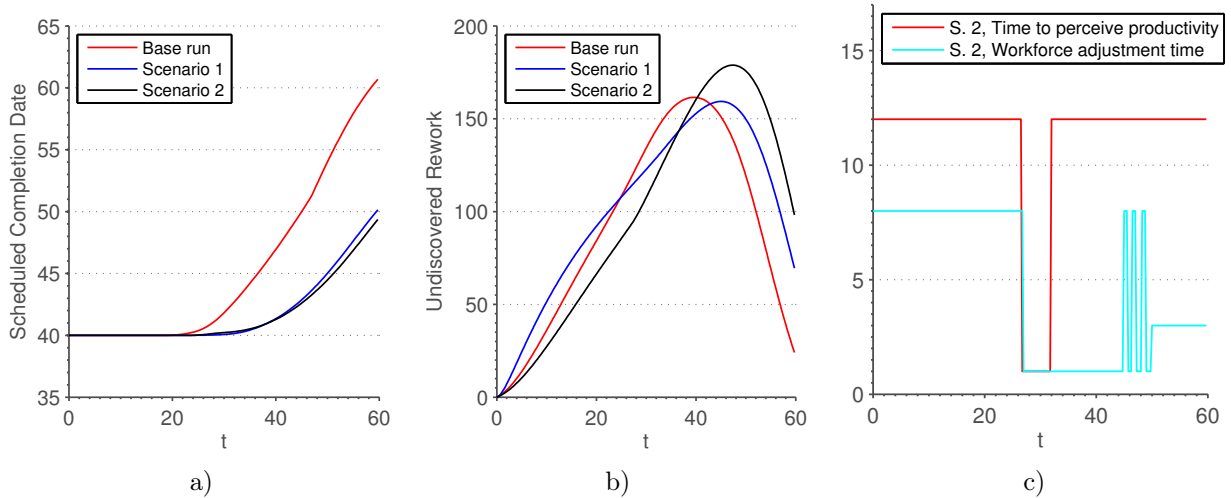 65
60
55
50
45
40
35
0
20
40
60
Scheduled Completion Date
t
Base run
Scenario 1
Scenario 2
a)
200
150
100
50
0
0
20
40
60
Undiscovered Rework
t
Base run
Scenario 1
Scenario 2
b)
15
10
5
0
0
20
40
60
t
S. 2, Time to perceive productivity
S. 2, Workforce adjustment time
c)